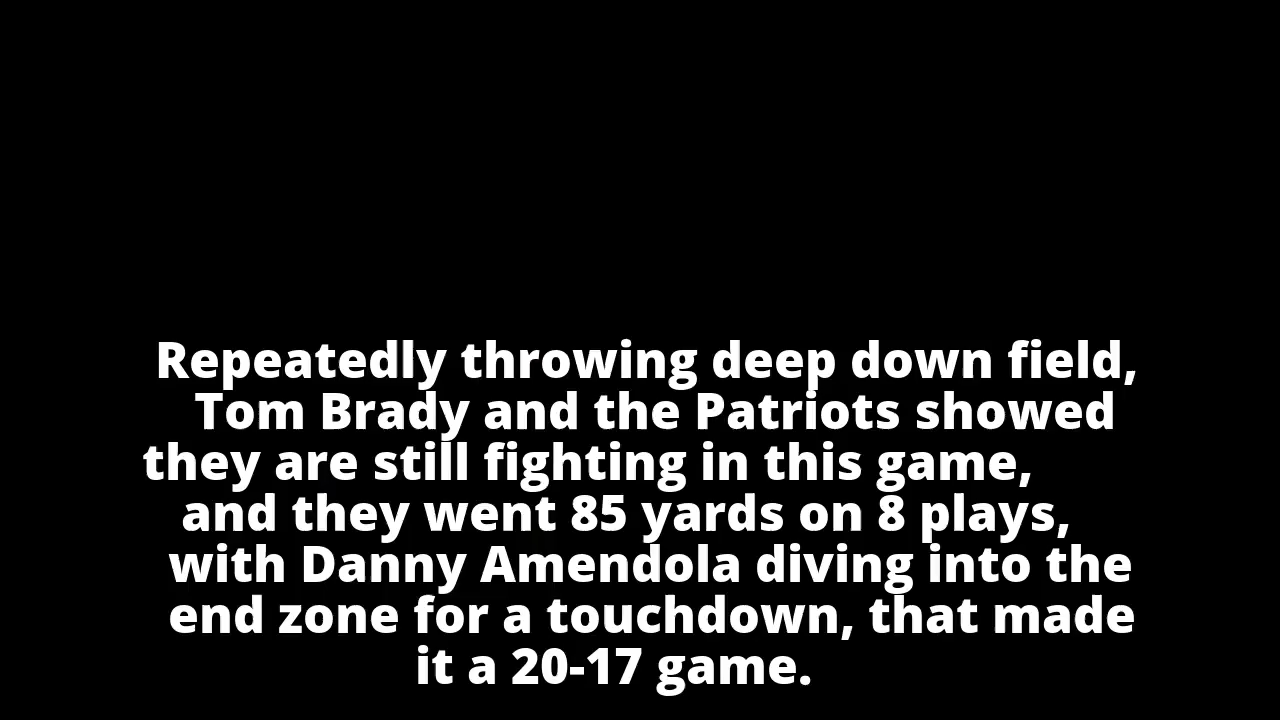 Repeatedly throwing deep down field,
Tom Brady and the Patriots showed
they are still fighting in this game,
and they went 85 yards on 8 plays,
with Danny Amendola diving into the
end zone for a touchdown, that made
it a 20-17 game.